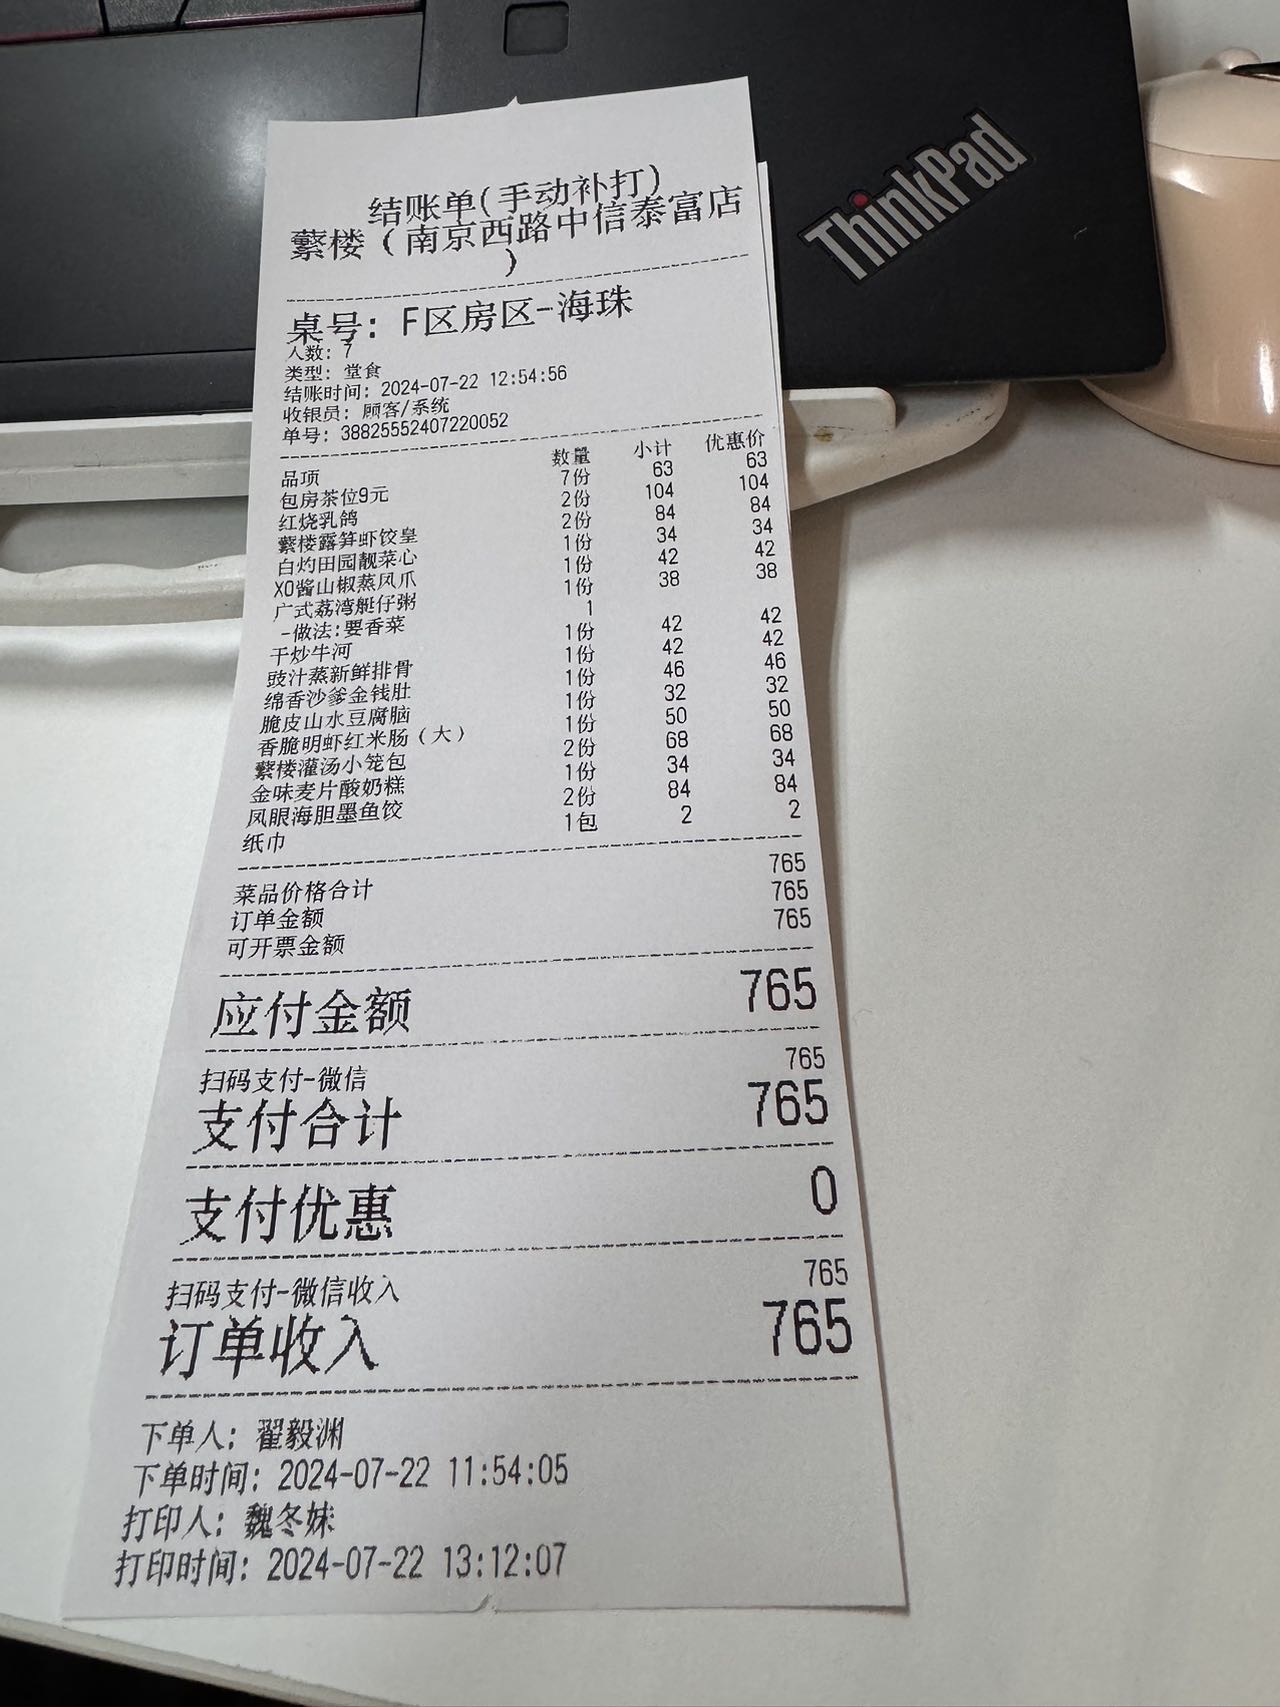 结账单(手动补打)
蘩楼（南京西路中信泰富店
）
桌号: F区房区-海珠
人数: 7
类型: 堂食
结账时间: 2024-07-22 12:54:56
收银员: 顾客/系统
单号: 38825552407220052
品项 数量 小计 优惠价
包房茶位9元 7份 63 63
红烧乳鸽 2份 104 104
蘩楼露笋虾饺皇 2份 84 84
白灼田园靓菜心 1份 34 34
XO酱山椒蒸凤爪 1份 42 42
广式荔湾艇仔粥 1份 38 38
-做法:要香菜 1
干炒牛河 1份 42 42
豉汁蒸新鲜排骨 1份 42 42
绵香沙爹金钱肚 1份 46 46
脆皮山水豆腐脑 1份 32 32
香脆明虾红米肠（大） 1份 50 50
蘩楼灌汤小笼包 2份 68 68
金味麦片酸奶糕 1份 34 34
凤眼海胆墨鱼饺 2份 84 84
纸巾 1包 2 2
菜品价格合计 765
订单金额 765
可开票金额 765
应付金额 765
扫码支付-微信 765
支付合计 765
支付优惠 0
扫码支付-微信收入 765
订单收入 765
下单人: 翟毅渊
下单时间: 2024-07-22 11:54:05
打印人: 魏冬妹
打印时间: 2024-07-22 13:12:07
ThinkPad